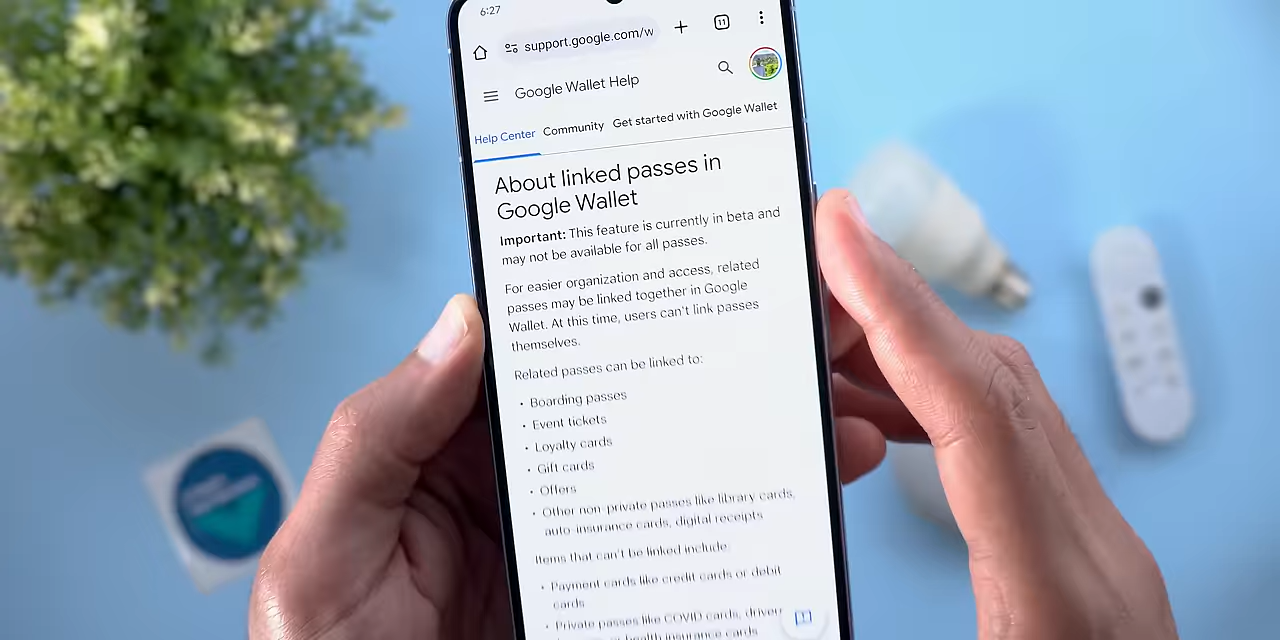 6:27
support.google.com/w
11
Google Wallet Help
Help Center Community Get started with Google Wallet
About linked passes in
Google Wallet
Important: This feature is currently in beta and
may not be available for all passes.
For easier organization and access, related
passes may be linked together in Google
Wallet. At this time, users can't link passes
themselves.
Related passes can be linked to:
• Boarding passes
• Event tickets
• Loyalty cards
• Gift cards
• Offers
• Other non-private passes like library cards,
auto-insurance cards, digital receipts
Items that can't be linked include:
• Payment cards like credit cards or debit
cards
• Private passes like COVID cards, driver
or health insurance cards